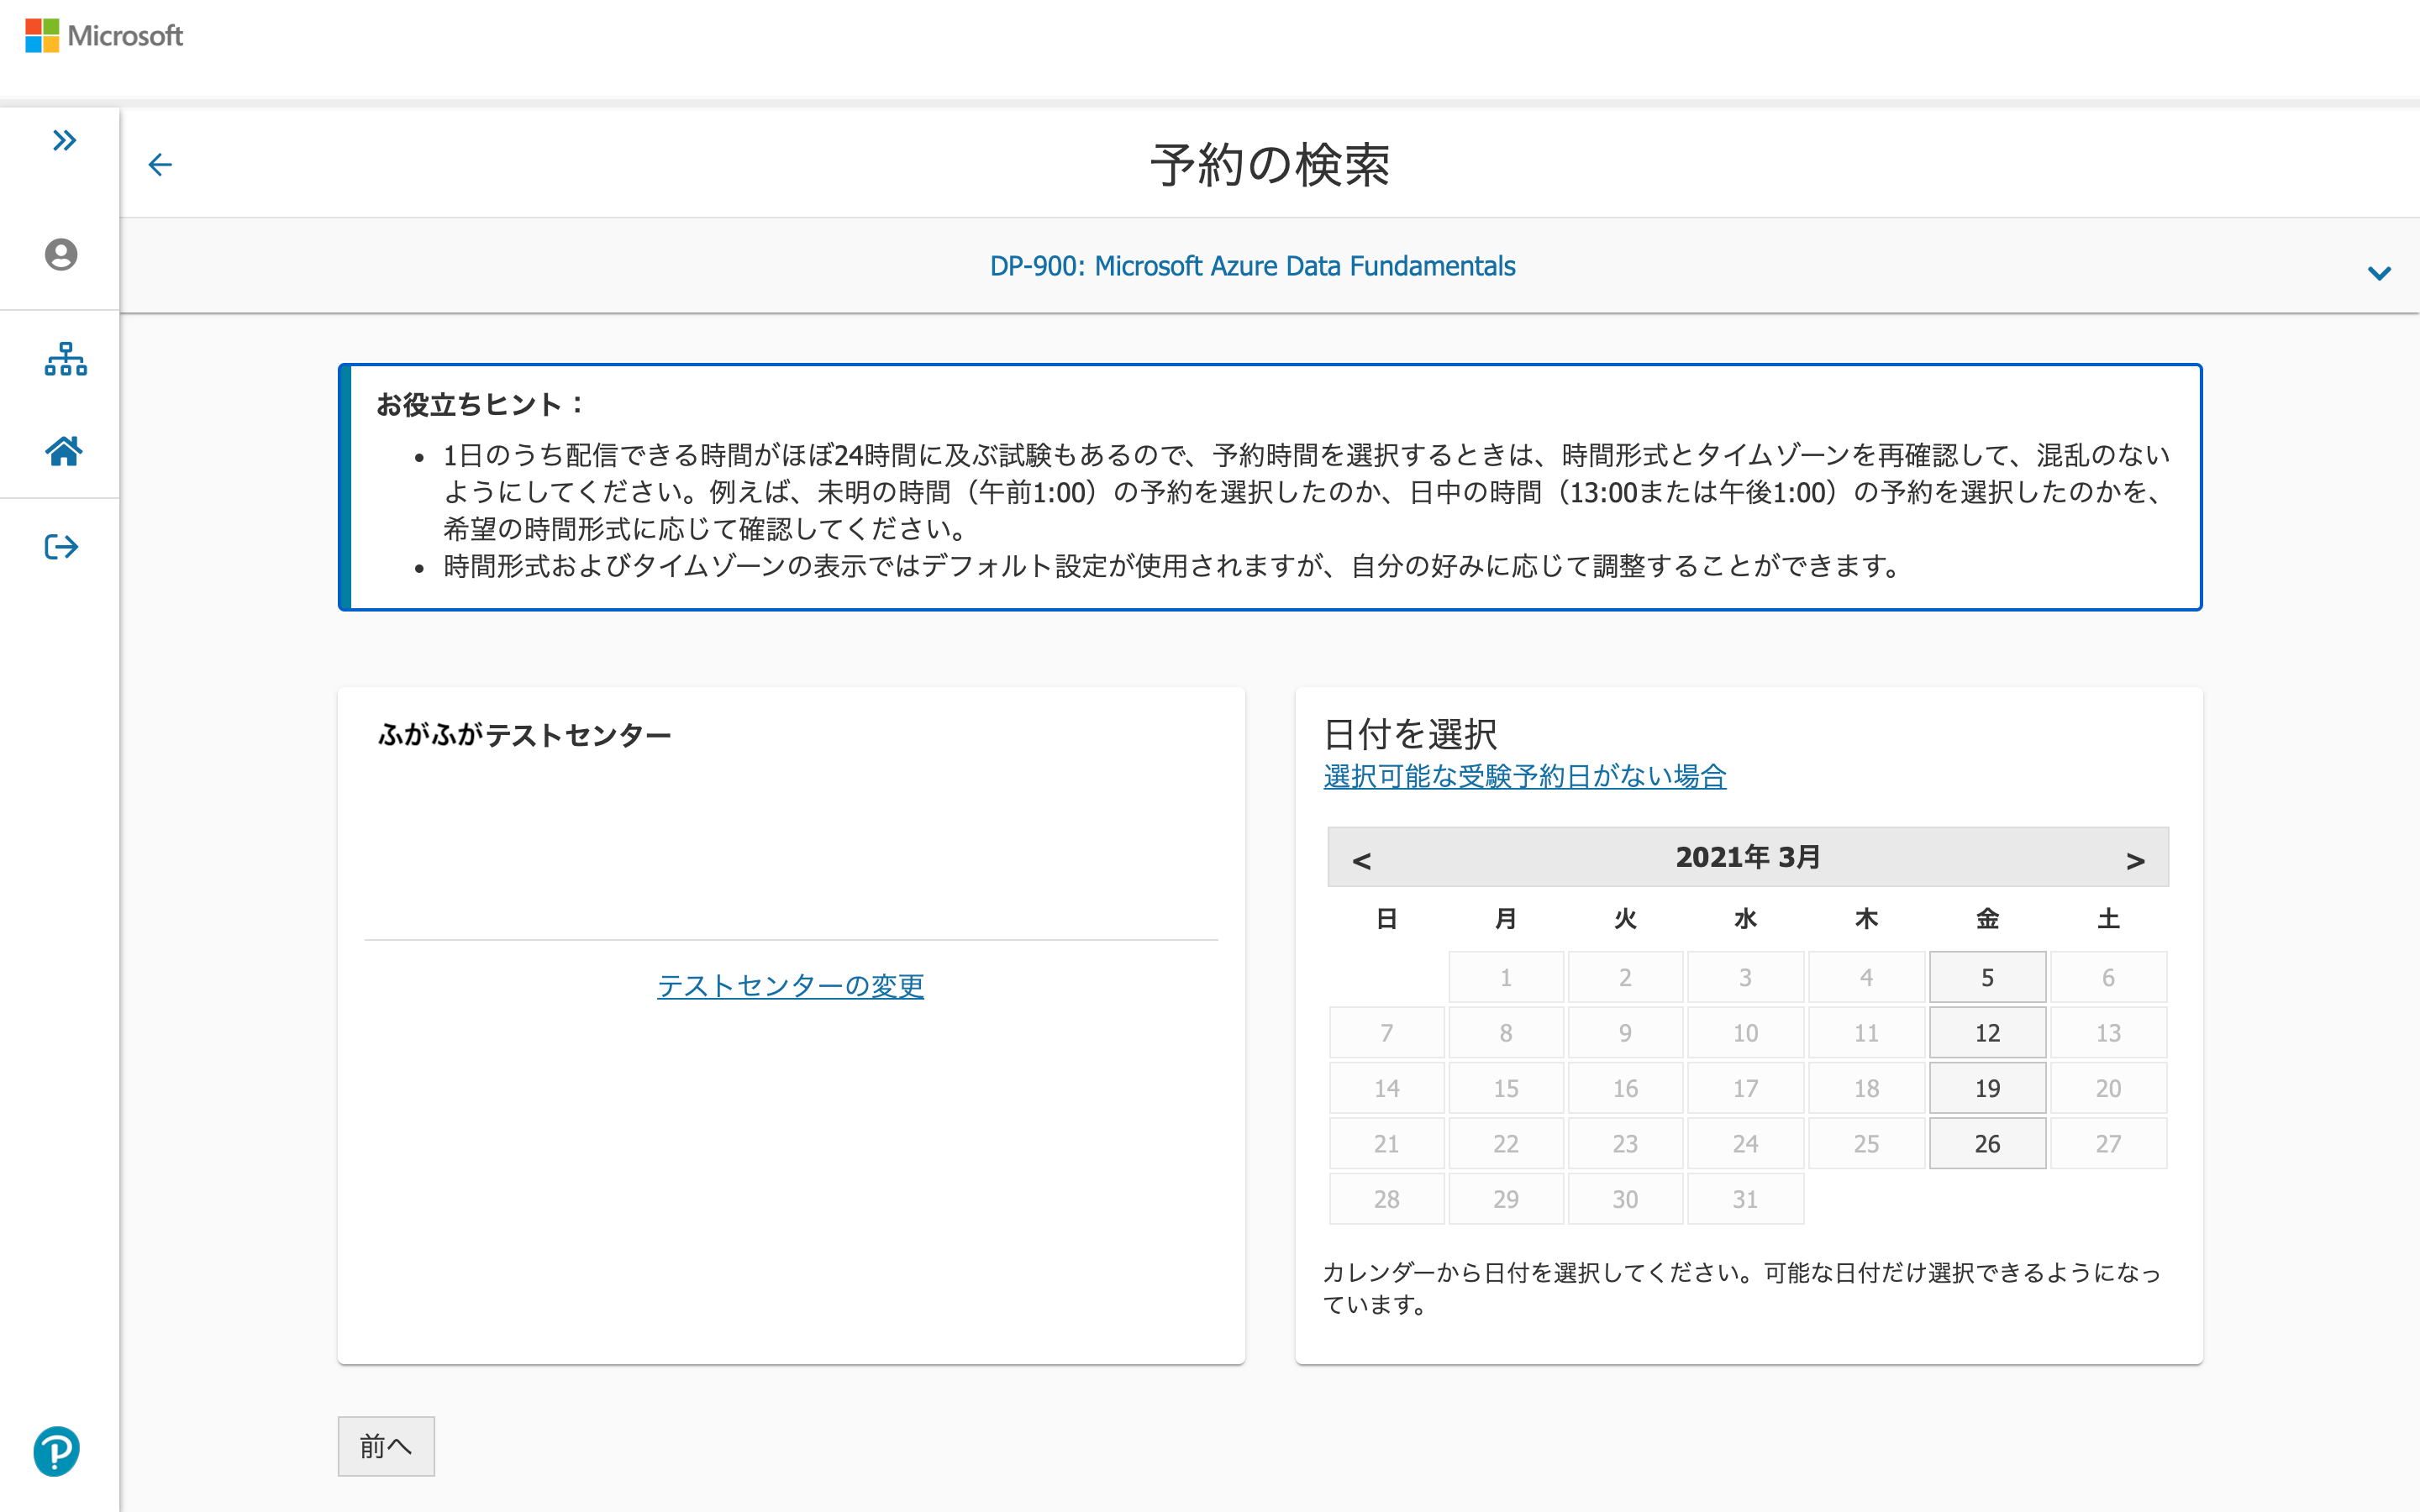 Microsoft
予約の検索
DP-900: Microsoft Azure Data Fundamentals
お役立ちヒント：
1日のうち配信できる時間がほぼ24時間に及ぶ試験もあるので、予約時間を選択するときは、時間形式とタイムゾーンを再確認して、混乱のない
ようにしてください。例えば、未明の時間（午前1:00）の予約を選択したのか、日中の時間（13:00または午後1:00）の予約を選択したのかを、
希望の時間形式に応じて確認してください。
時間形式およびタイムゾーンの表示ではデフォルト設定が使用されますが、自分の好みに応じて調整することができます。
ふがふがテストセンター
テストセンターの変更
日付を選択
選択可能な受験予約日がない場合
< 2021年 3月 >
日 月 火 水 木 金 土
1 2 3 4 5 6
7 8 9 10 11 12 13
14 15 16 17 18 19 20
21 22 23 24 25 26 27
28 29 30 31
カレンダーから日付を選択してください。可能な日付だけ選択できるようになっ
ています。
前へ